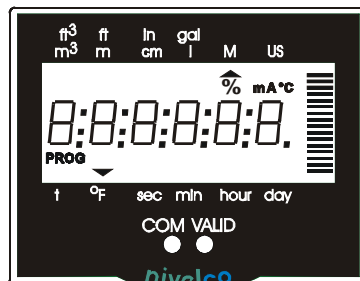 ft³ ft in gal
m³ m cm l M US
% mA°C
8:8:8:8:8:8.
PROG
t °F sec min hour day
COM VALID
nivelco